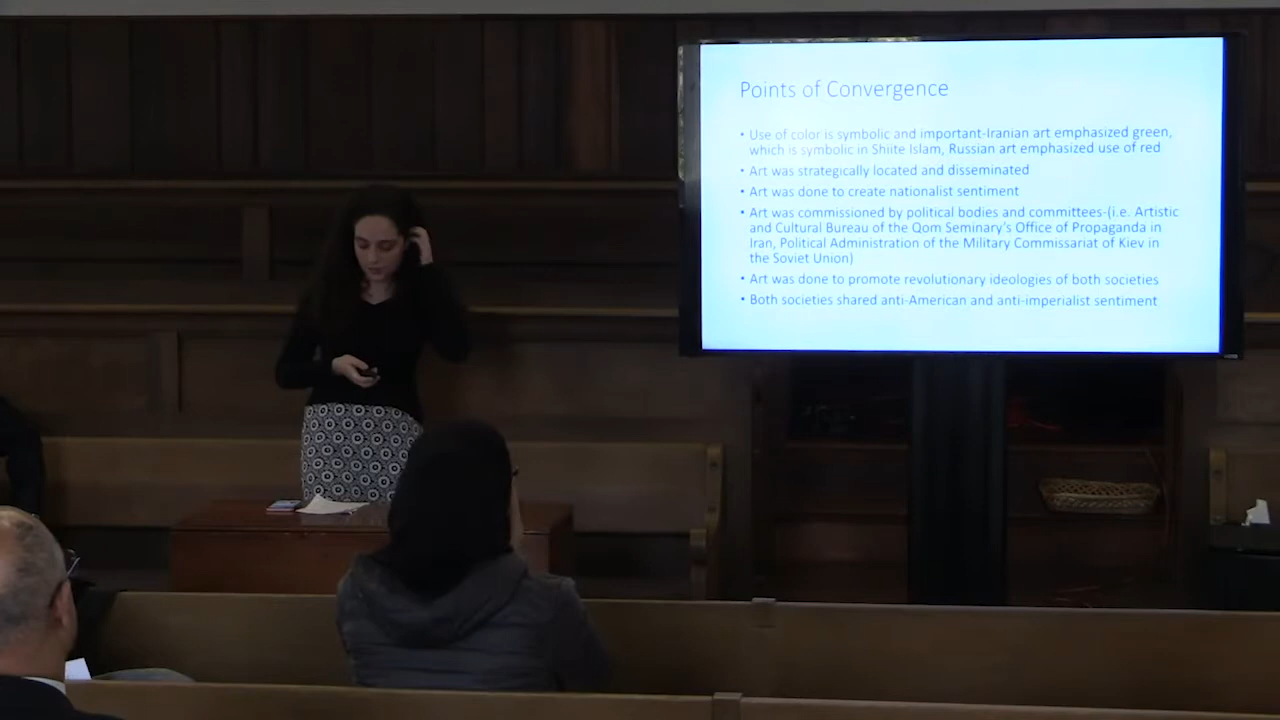 Points of Convergence
• Use of color is symbolic and important-Iranian art emphasized green,
which is symbolic in Shiite Islam, Russian art emphasized use of red
• Art was strategically located and disseminated
• Art was done to create nationalist sentiment
• Art was commissioned by political bodies and committees-(i.e. Artistic
and Cultural Bureau of the Qom Seminary's Office of Propaganda in
Iran, Political Administration of the Military Commissariat of Kiev in
the Soviet Union)
• Art was done to promote revolutionary ideologies of both societies
• Both societies shared anti-American and anti-imperialist sentiment